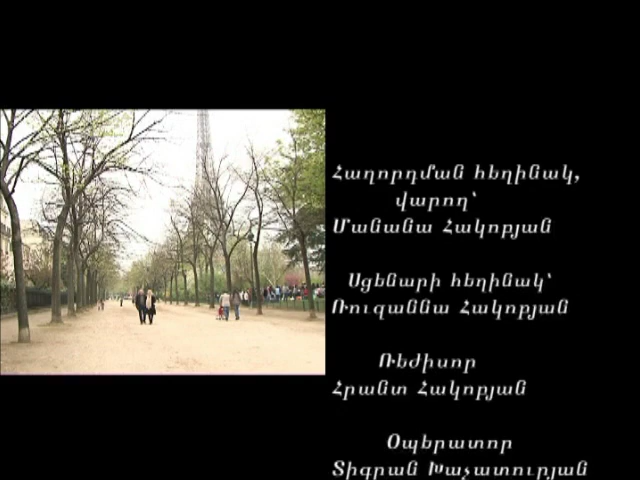 Հաղորդման հեղինակ,
վարող՝
Մանանա Հակոբյան
Սցենարի հեղինակ՝
Ռուզաննա Հակոբյան
Ռեժիսոր
Հրանտ Հակոբյան
Օպերատոր
Տիգրան Խաչատուրյան